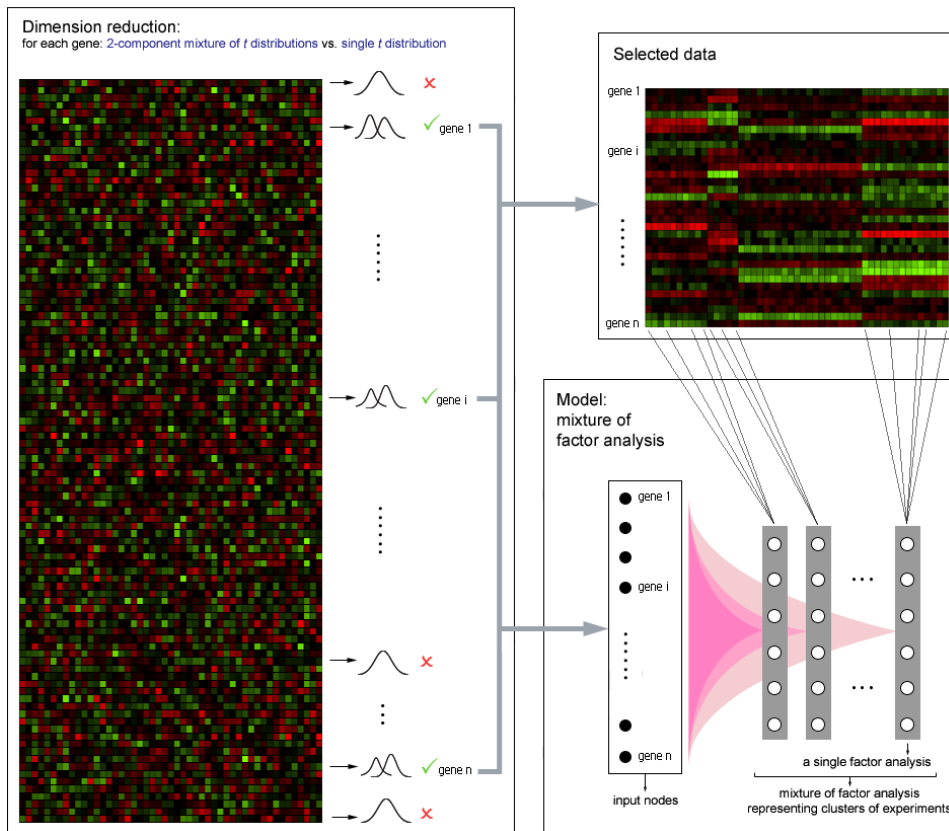 Dimension reduction:
for each gene: 2-component mixture of t distributions vs. single t distribution
gene 1
gene i
gene n
Selected data
gene 1
gene i
gene n
Model:
mixture of
factor analysis
gene 1
gene i
gene n
input nodes
a single factor analysis
mixture of factor analysis
representing clusters of experiments